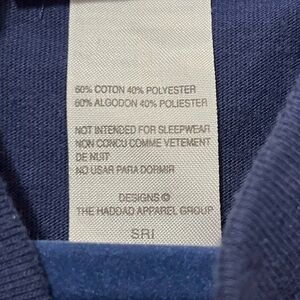 60% COTON 40% POLYESTER
60% ALGODON 40% POLIESTER
NOT INTENDED FOR SLEEPWEAR
NON CONCU COMME VETEMENT
DE NUIT
NO USAR PARA DORMIR
DESIGNS ©
THE HADDAD APPAREL GROUP
SRI